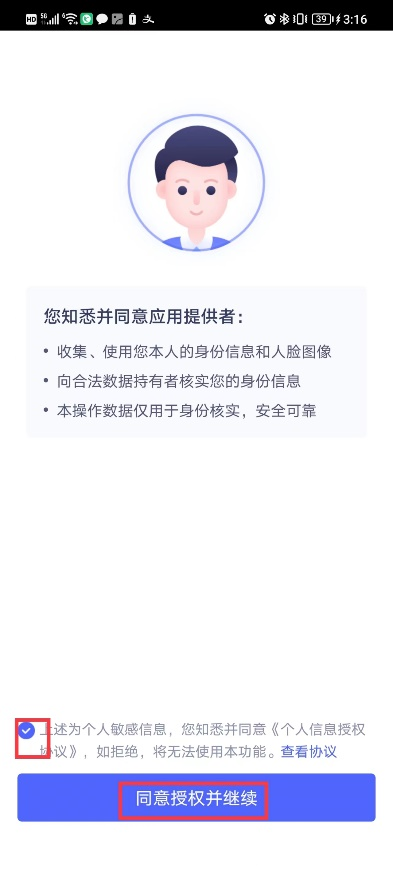 HD 5G 39 3:16
您知悉并同意应用提供者：
• 收集、使用您本人的身份信息和人脸图像
• 向合法数据持有者核实您的身份信息
• 本操作数据仅用于身份核实，安全可靠
上述为个人敏感信息，您知悉并同意《个人信息授权
协议》，如拒绝，将无法使用本功能。查看协议
同意授权并继续